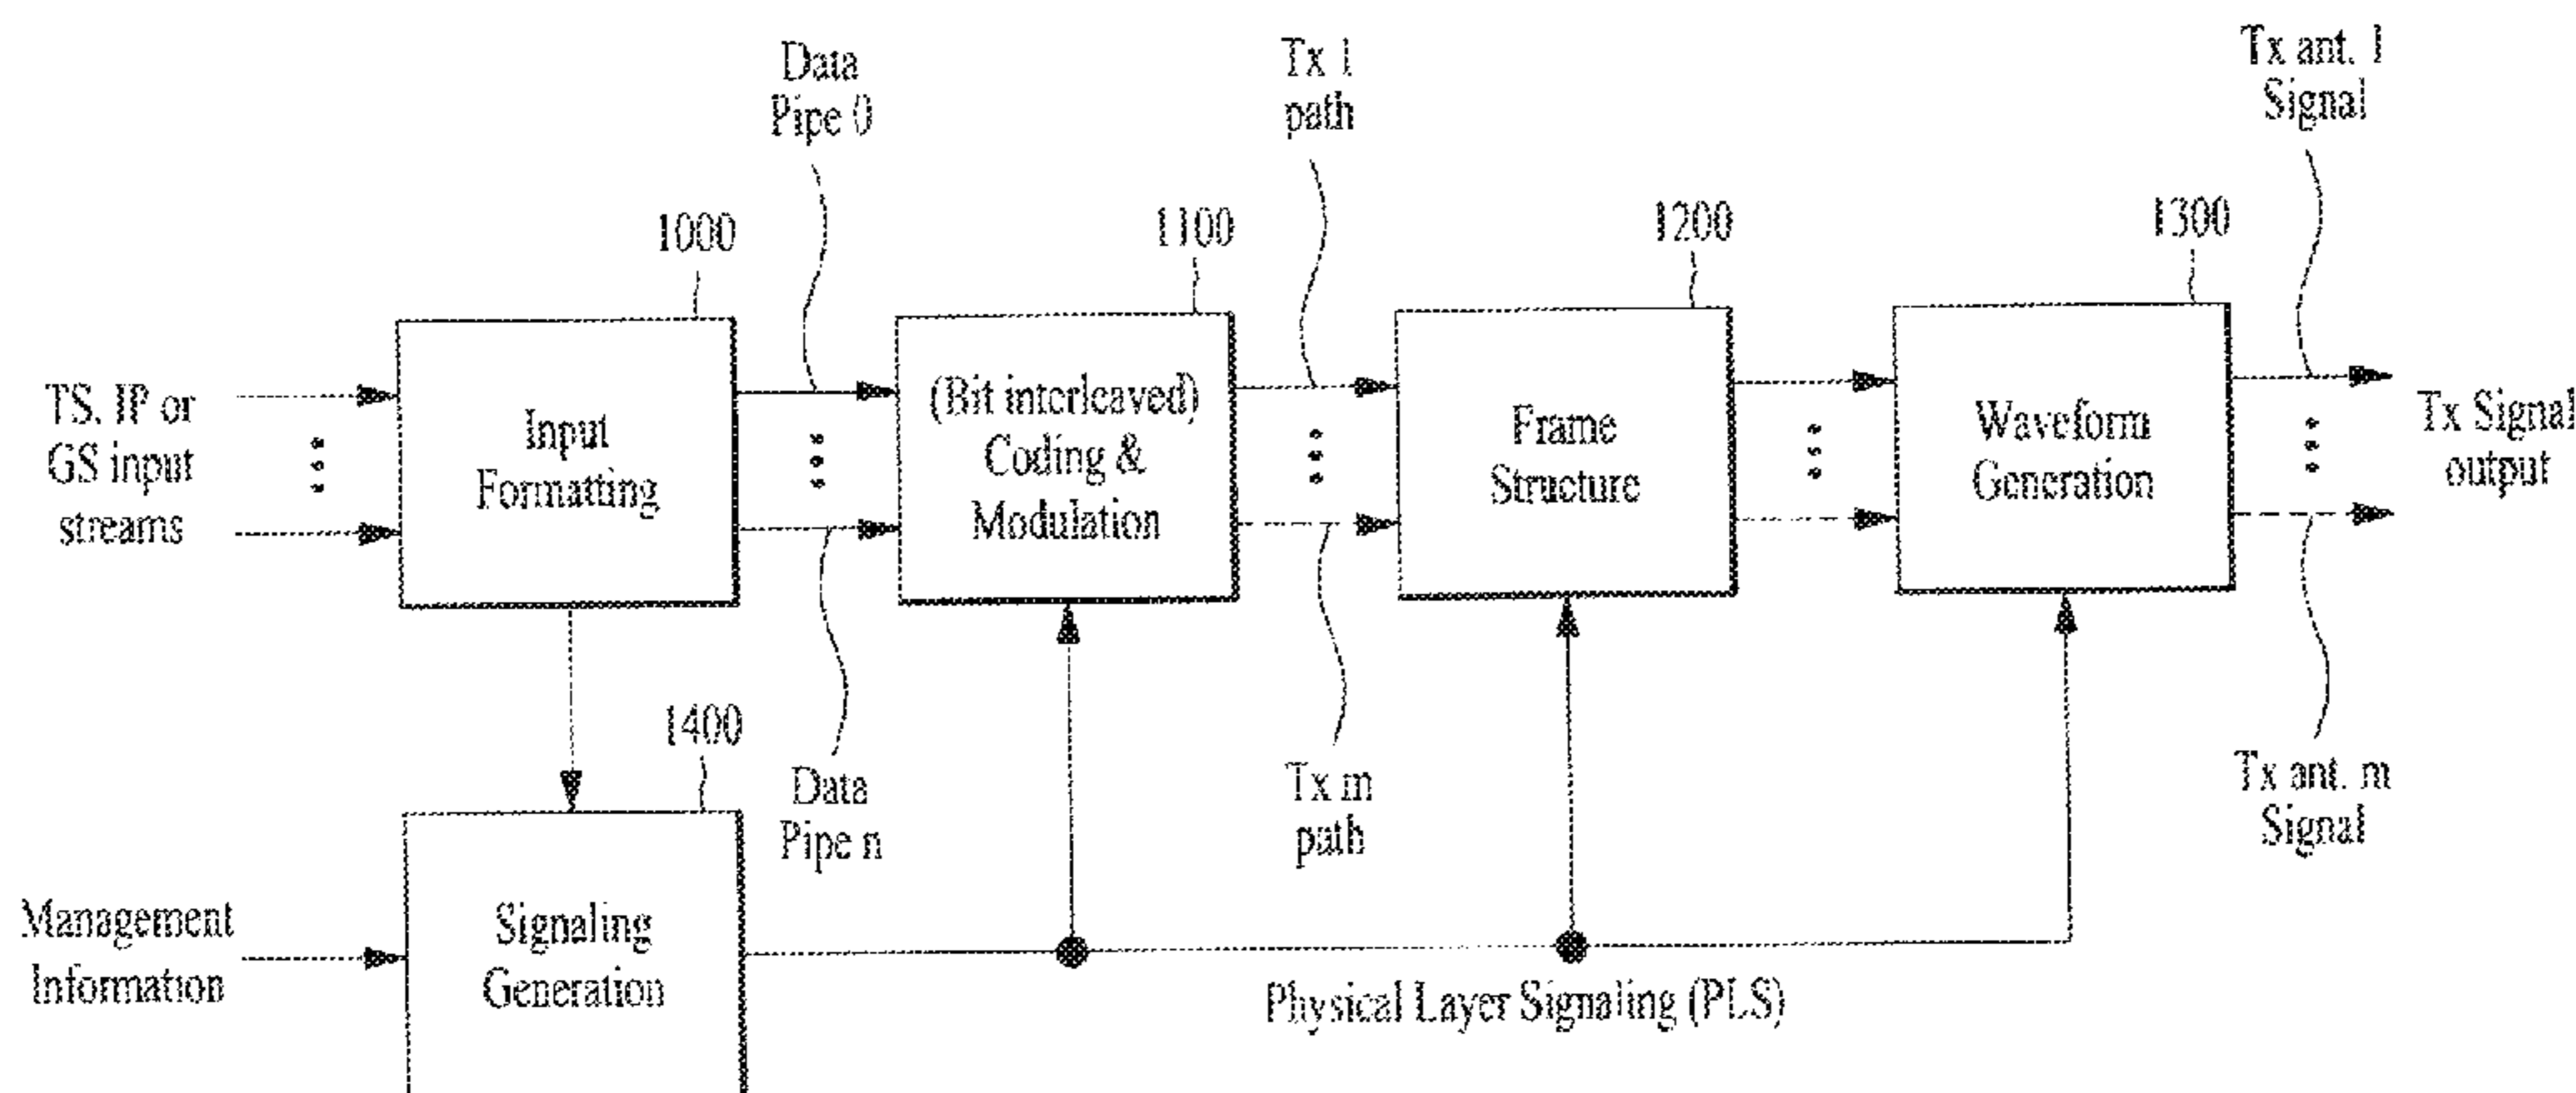 Data
Pipe 0
Tx 1
path
Tx ant. 1
Signal
1000
1100
1200
1300
TS, IP or
GS input
streams
Input
Formatting
(Bit interleaved)
Coding &
Modulation
Frame
Structure
Waveform
Generation
Tx Signal
output
1400
Data
Pipe n
Tx m
path
Tx ant. m
Signal
Management
Information
Signaling
Generation
Physical Layer Signaling (PLS)